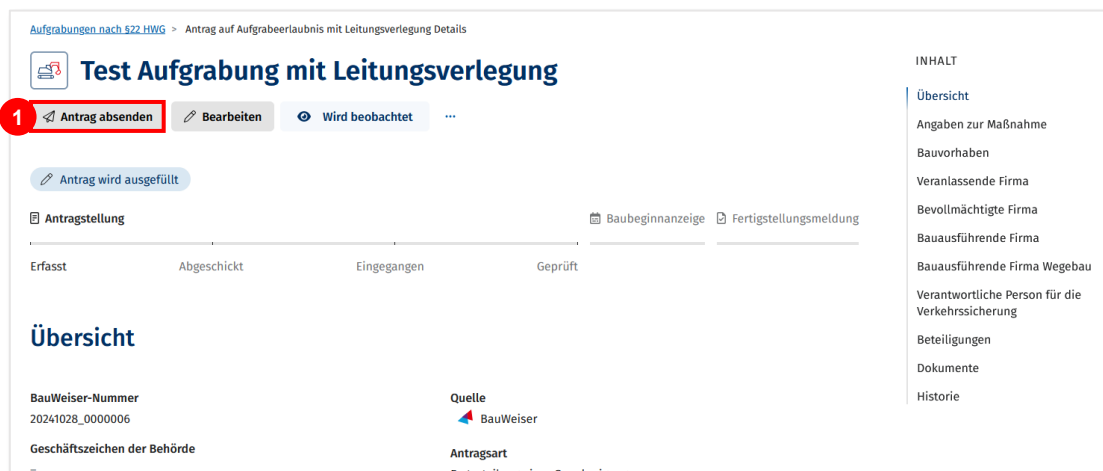 Aufgrabungen nach §22 HWG > Antrag auf Aufgrabeerlaubnis mit Leitungsverlegung Details
Test Aufgrabung mit Leitungsverlegung
1 Antrag absenden Bearbeiten Wird beobachtet ...
Antrag wird ausgefüllt
Antragstellung Baubeginnanzeige Fertigstellungsmeldung
Erfasst Abgeschickt Eingegangen Geprüft
Übersicht
BauWeiser-Nummer
20241028_0000006
Geschäftszeichen der Behörde
Quelle
BauWeiser
Antragsart
INHALT
Übersicht
Angaben zur Maßnahme
Bauvorhaben
Veranlassende Firma
Bevollmächtigte Firma
Bauausführende Firma
Bauausführende Firma Wegebau
Verantwortliche Person für die
Verkehrssicherung
Beteiligungen
Dokumente
Historie